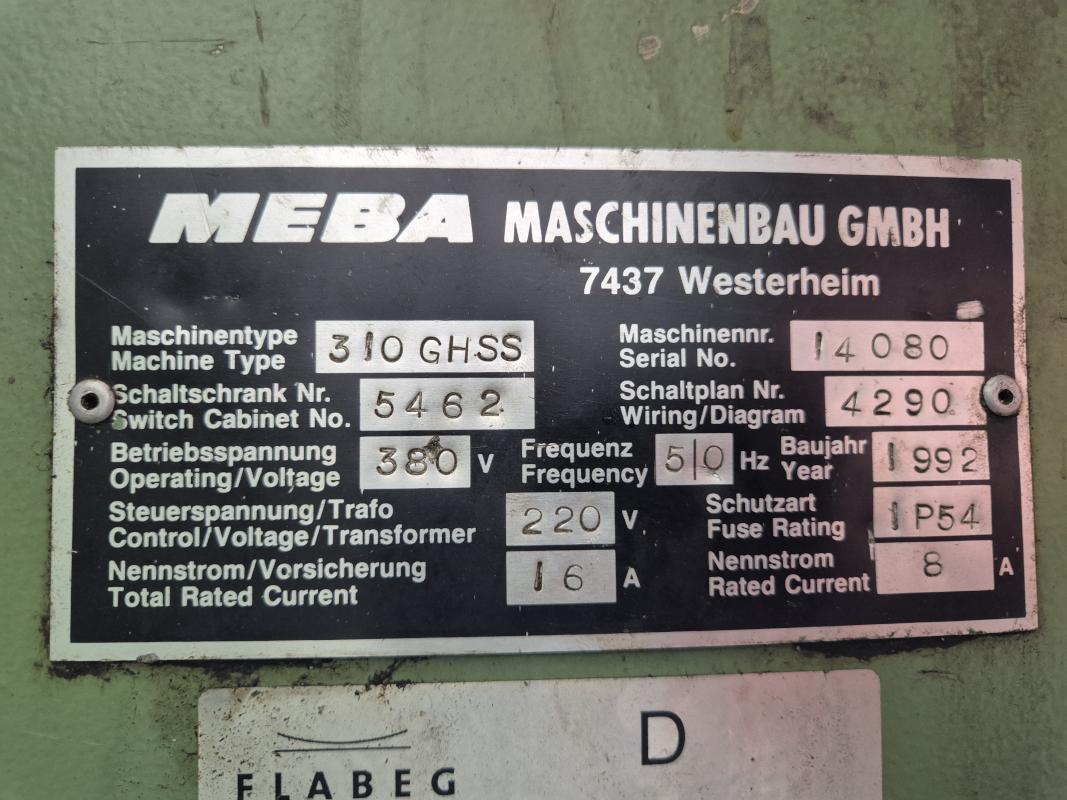 MEBA MASCHINENBAU GMBH
7437 Westerheim
Maschinentype
Machine Type
310 GHSS
Maschinennr.
Serial No.
14080
Schaltschrank Nr.
Switch Cabinet No.
5462
Schaltplan Nr.
Wiring/Diagram
4290
Betriebsspannung
Operating/Voltage
380 V
Frequenz
Frequency
5|0 Hz
Baujahr
Year
1992
Steuerspannung/Trafo
Control/Voltage/Transformer
220 V
Schutzart
Fuse Rating
IP54
Nennstrom/Vorsicherung
Total Rated Current
16 A
Nennstrom
Rated Current
8 A
FLABEG
D